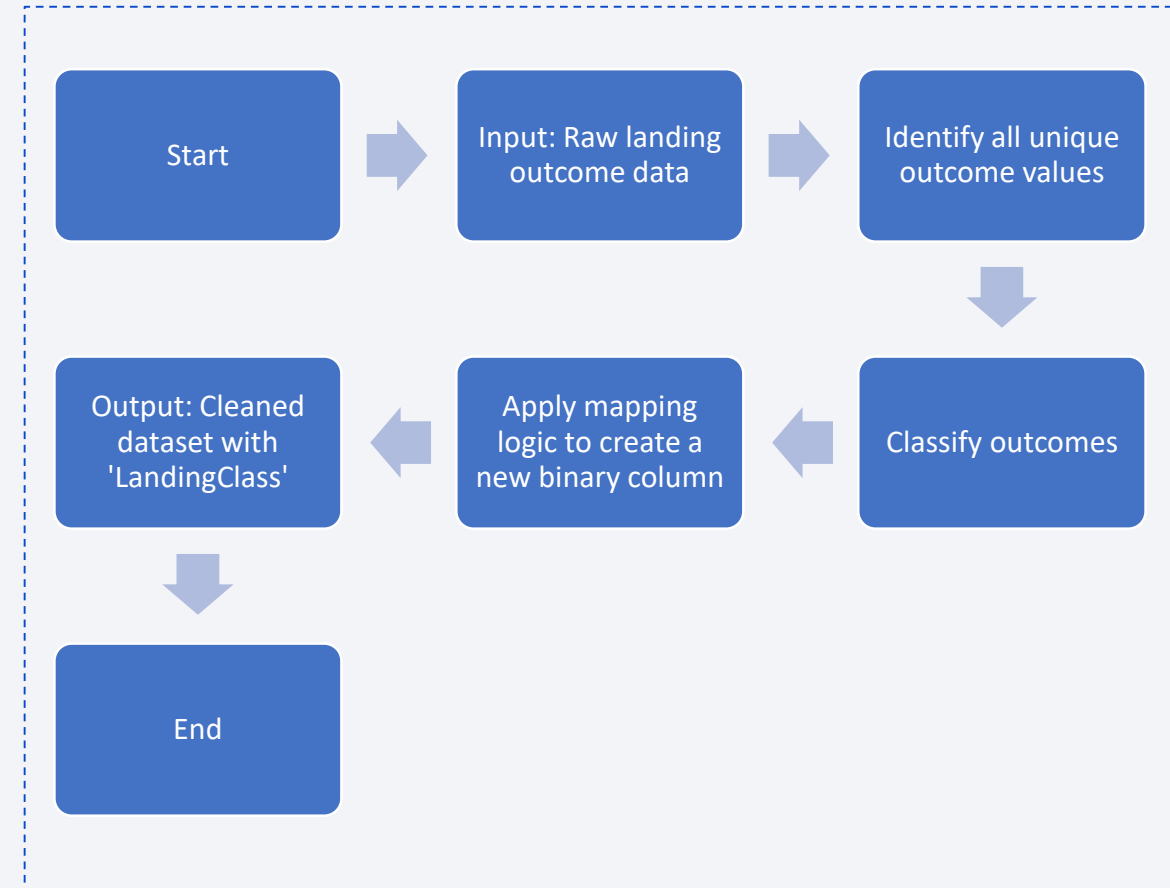 Start
Input: Raw landing
outcome data
Identify all unique
outcome values
Classify outcomes
Apply mapping
logic to create a
new binary column
Output: Cleaned
dataset with
'LandingClass'
End